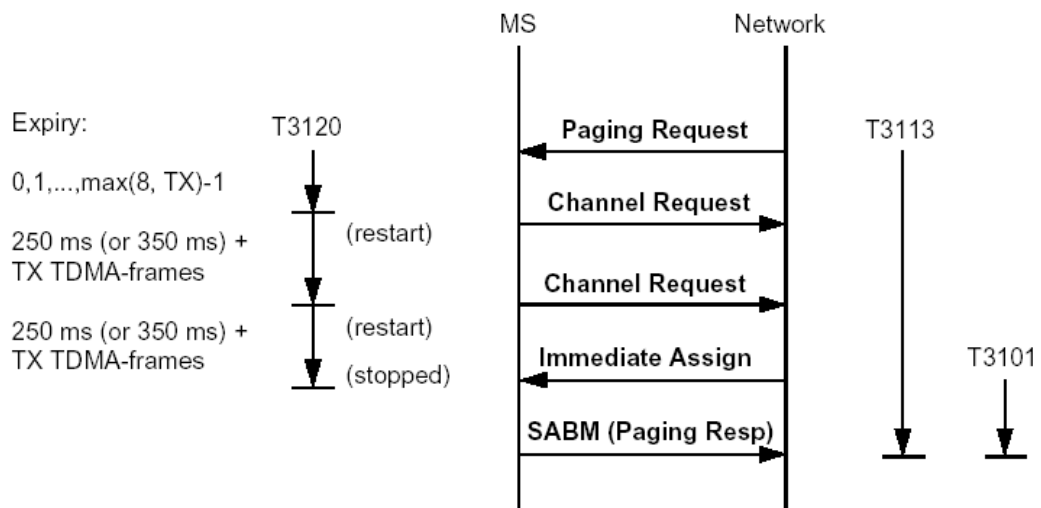 MS
Network
Expiry:
T3120
Paging Request
T3113
0,1,...,max(8, TX)-1
Channel Request
(restart)
250 ms (or 350 ms) +
TX TDMA-frames
Channel Request
(restart)
250 ms (or 350 ms) +
TX TDMA-frames
Immediate Assign
T3101
(stopped)
SABM (Paging Resp)